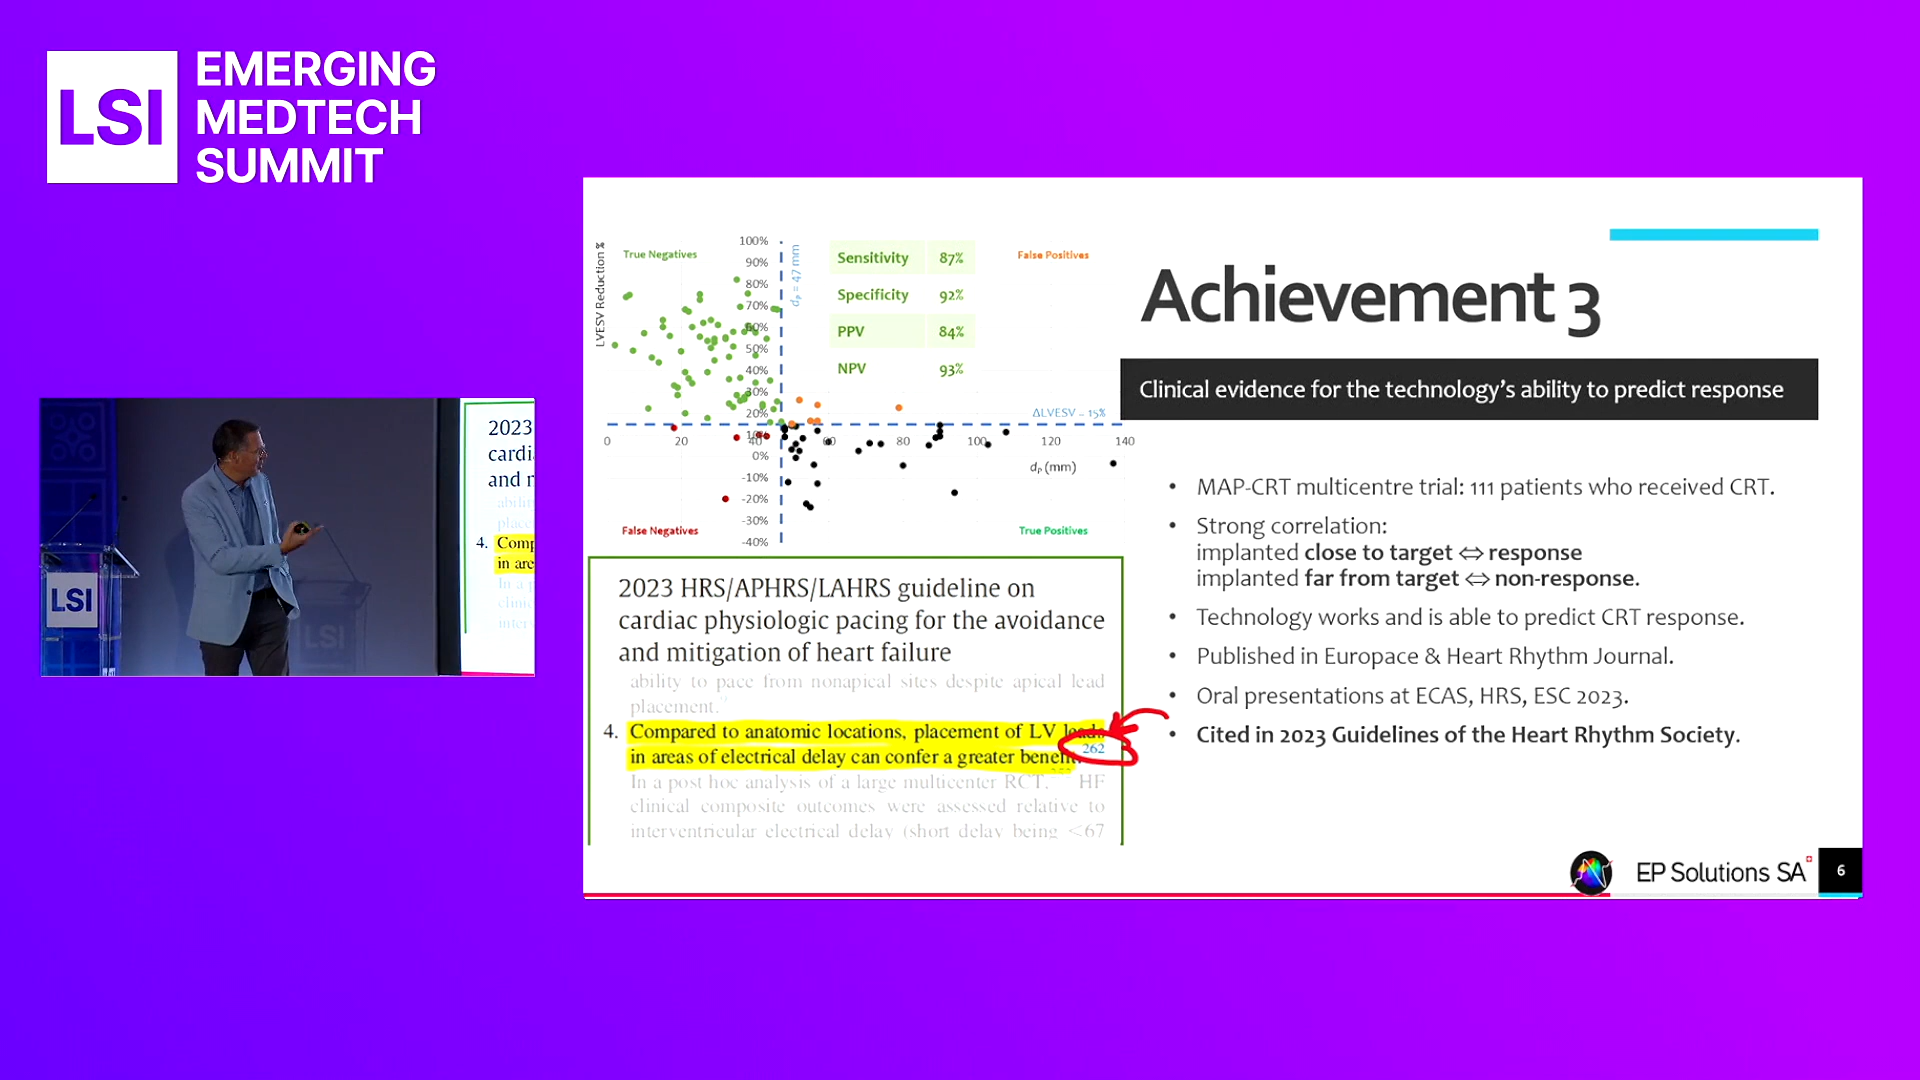 LSI
EMERGING
MEDTECH
SUMMIT
LVESV Reduction %
True Negatives
100%
90%
80%
70%
60%
50%
40%
30%
20%
10%
0%
-10%
-20%
-30%
-40%
dP = 47 mm
Sensitivity 87%
Specificity 92%
PPV 84%
NPV 93%
False Positives
ΔLVESV = 15%
0 20 40 60 80 100 120 140
dP (mm)
False Negatives
True Positives
2023 HRS/APHRS/LAHRS guideline on
cardiac physiologic pacing for the avoidance
and mitigation of heart failure
ability to pace from nonapical sites despite apical lead
placement.
4. Compared to anatomic locations, placement of LV leads
in areas of electrical delay can confer a greater benefit. 262
In a post hoc analysis of a large multicenter RCT, HF
clinical composite outcomes were assessed relative to
interventricular electrical delay (short delay being <67
Achievement 3
Clinical evidence for the technology's ability to predict response
• MAP-CRT multicentre trial: 111 patients who received CRT.
• Strong correlation:
implanted close to target ⇔ response
implanted far from target ⇔ non-response.
• Technology works and is able to predict CRT response.
• Published in Europace & Heart Rhythm Journal.
• Oral presentations at ECAS, HRS, ESC 2023.
• Cited in 2023 Guidelines of the Heart Rhythm Society.
EP Solutions SA
6
2023
cardi
and r
4. Comp
in are
In a p
LSI
LSI